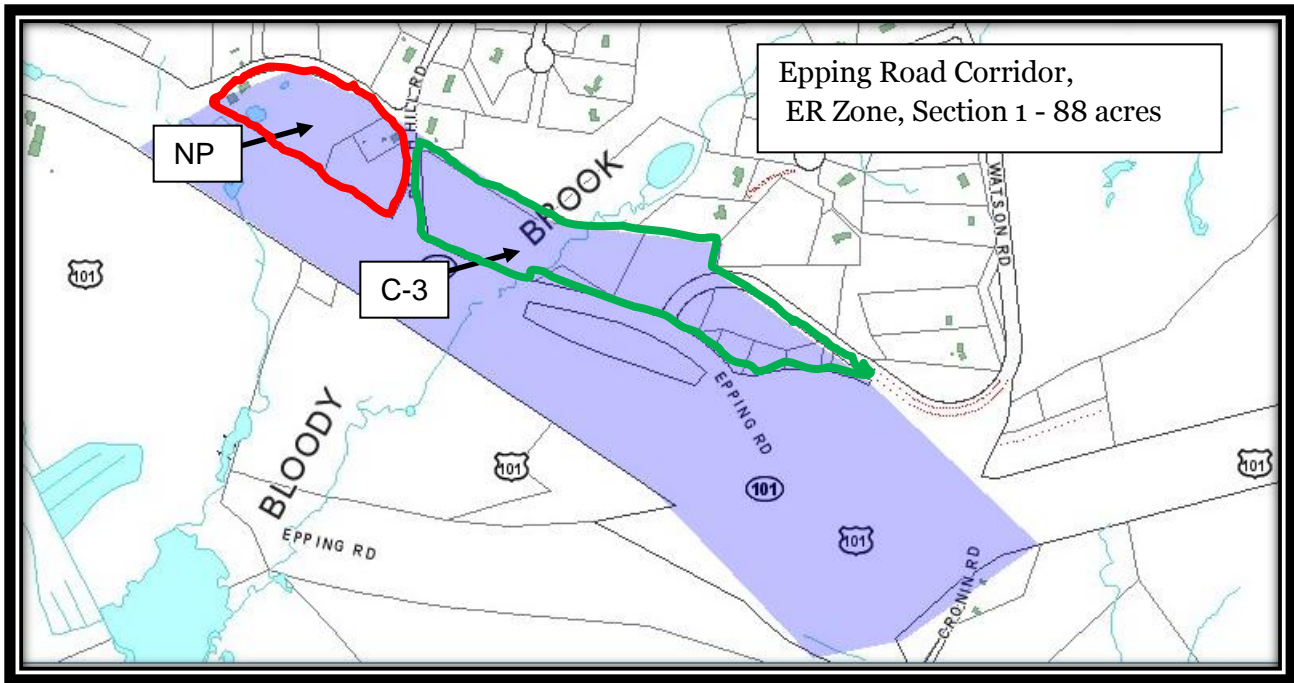 Epping Road Corridor,
ER Zone, Section 1 - 88 acres
HILL RD
NP
BROOK
WATSON RD
101
C-3
EPPING RD
101
101
101
101
BLOODY
EPPING RD
CRONIN RD